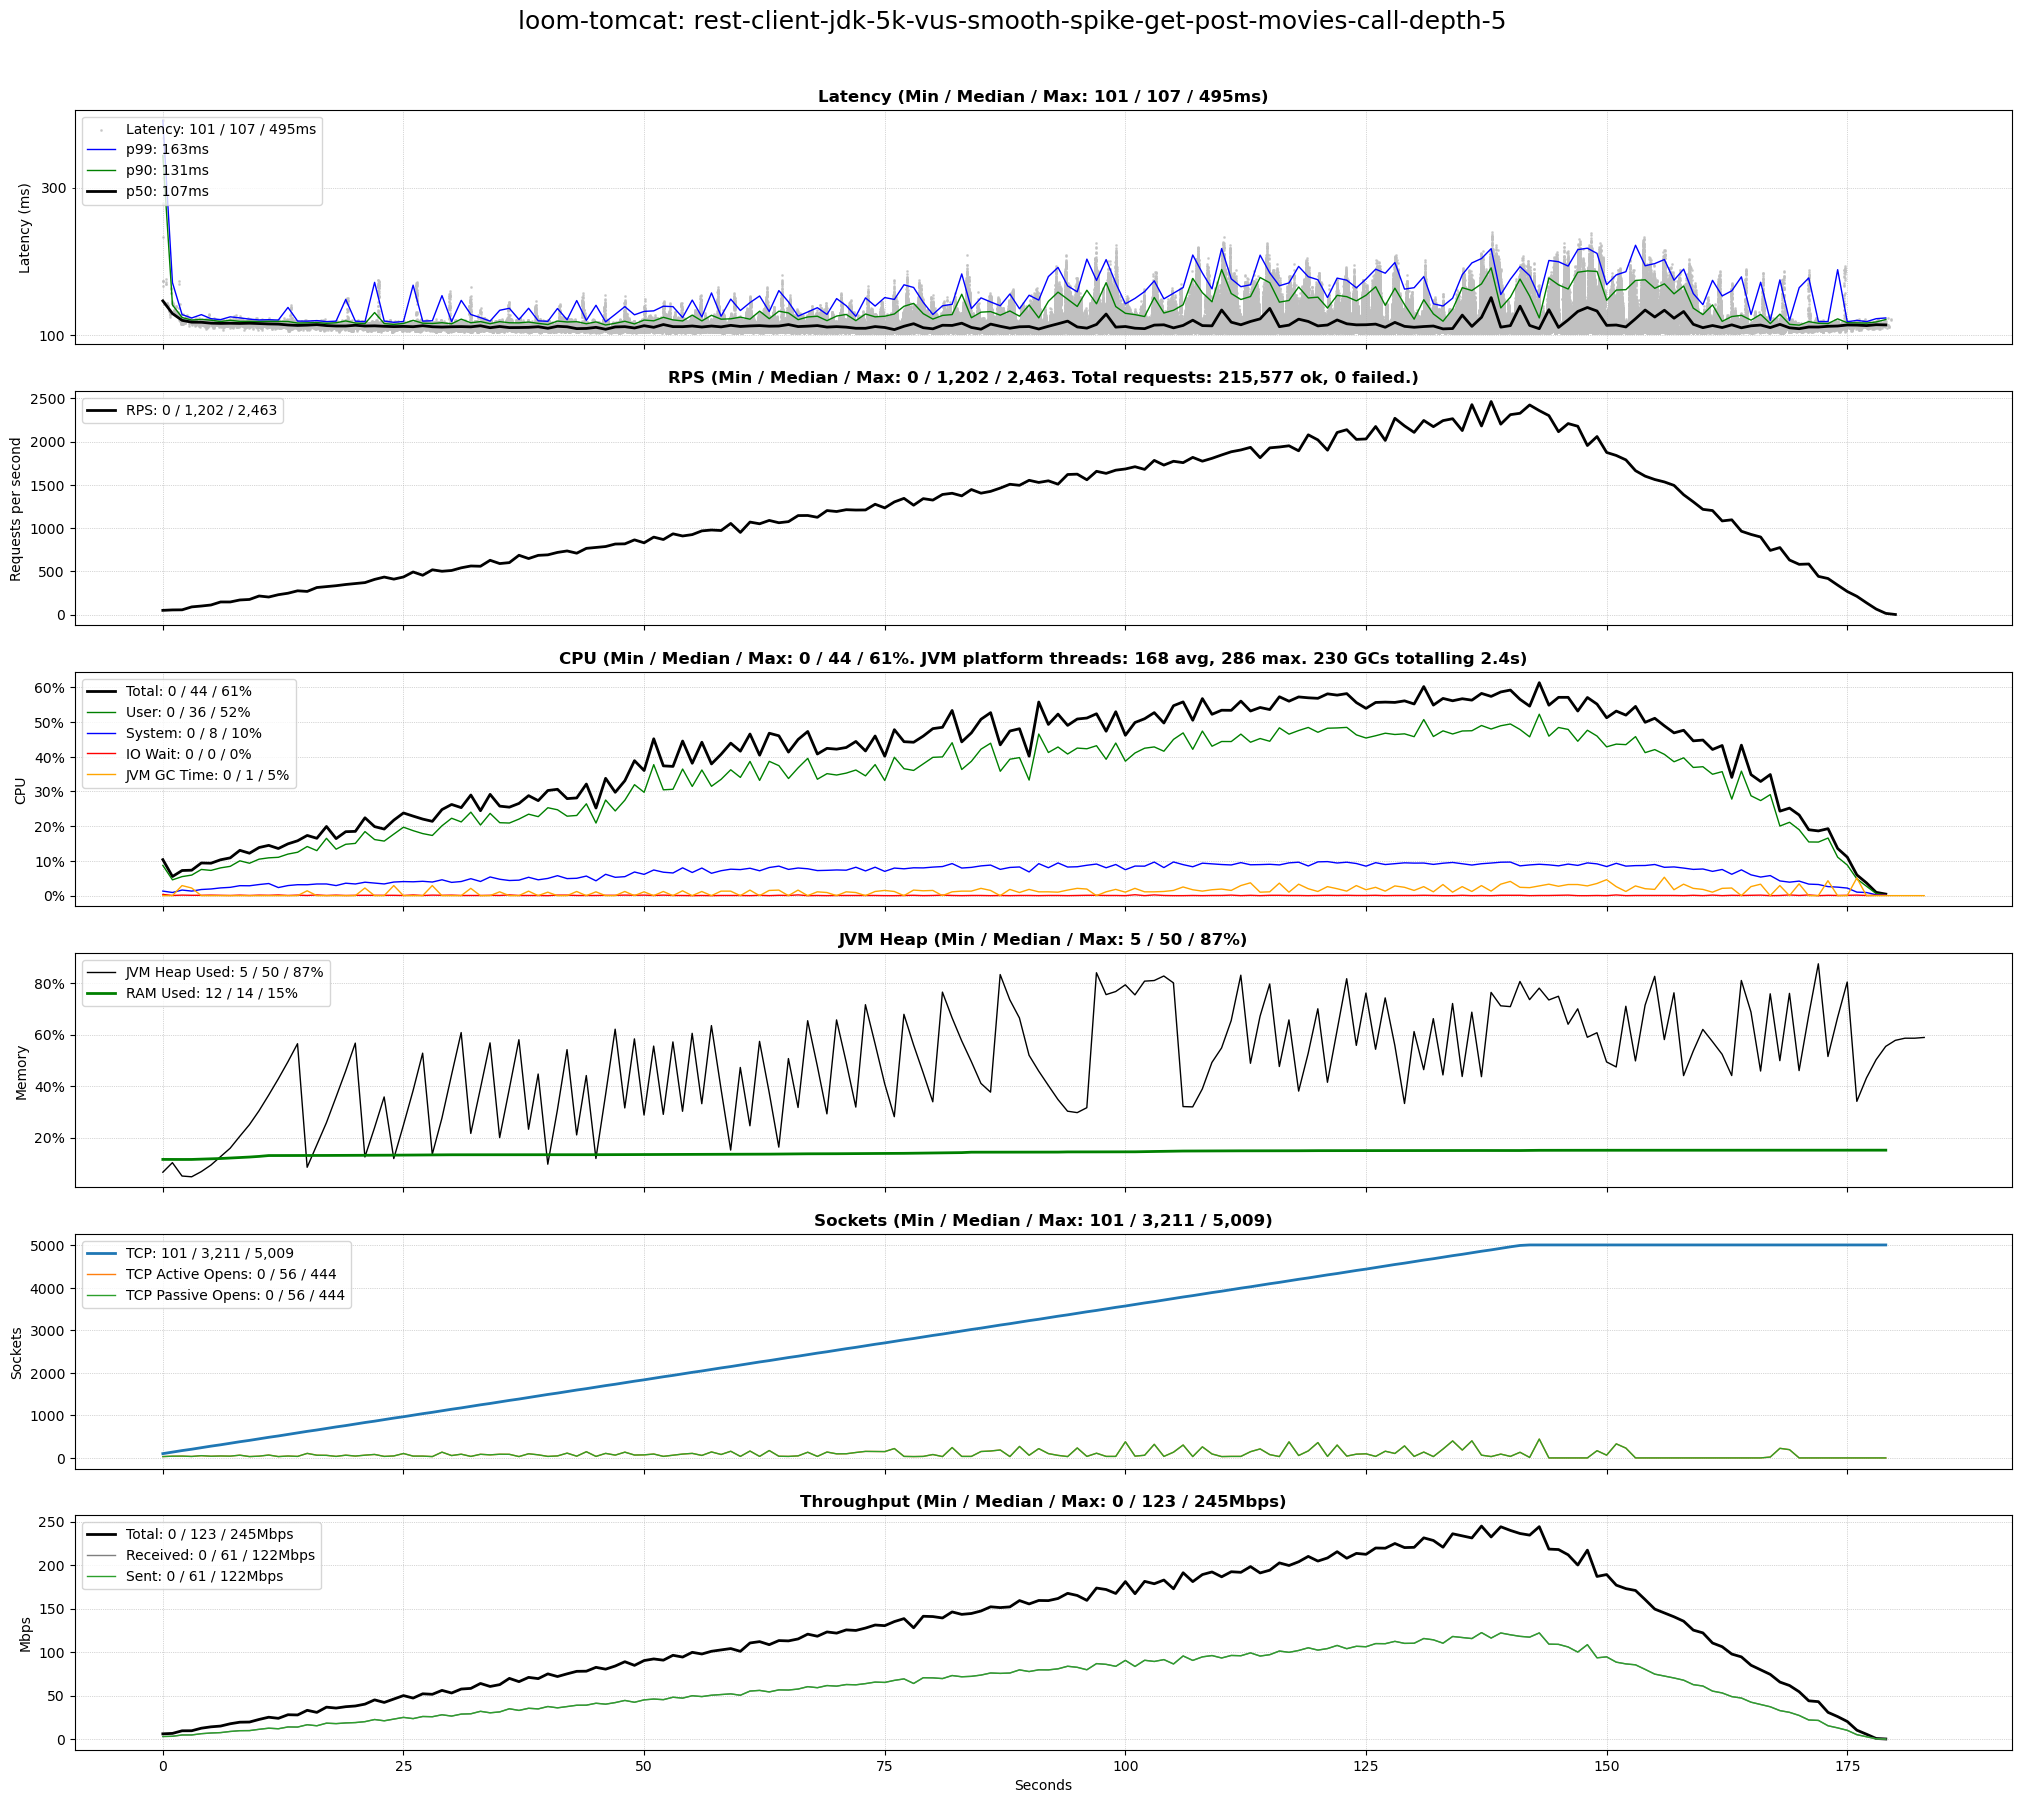 loom-tomcat: rest-client-jdk-5k-vus-smooth-spike-get-post-movies-call-depth-5
Latency (Min / Median / Max: 101 / 107 / 495ms)
Latency: 101 / 107 / 495ms
p99: 163ms
p90: 131ms
p50: 107ms
Latency (ms)
300
100
RPS (Min / Median / Max: 0 / 1,202 / 2,463. Total requests: 215,577 ok, 0 failed.)
RPS: 0 / 1,202 / 2,463
Requests per second
2500
2000
1500
1000
500
0
CPU (Min / Median / Max: 0 / 44 / 61%. JVM platform threads: 168 avg, 286 max. 230 GCs totalling 2.4s)
Total: 0 / 44 / 61%
User: 0 / 36 / 52%
System: 0 / 8 / 10%
IO Wait: 0 / 0 / 0%
JVM GC Time: 0 / 1 / 5%
CPU
60%
50%
40%
30%
20%
10%
0%
JVM Heap (Min / Median / Max: 5 / 50 / 87%)
JVM Heap Used: 5 / 50 / 87%
RAM Used: 12 / 14 / 15%
Memory
80%
60%
40%
20%
Sockets (Min / Median / Max: 101 / 3,211 / 5,009)
TCP: 101 / 3,211 / 5,009
TCP Active Opens: 0 / 56 / 444
TCP Passive Opens: 0 / 56 / 444
Sockets
5000
4000
3000
2000
1000
0
Throughput (Min / Median / Max: 0 / 123 / 245Mbps)
Total: 0 / 123 / 245Mbps
Received: 0 / 61 / 122Mbps
Sent: 0 / 61 / 122Mbps
Mbps
250
200
150
100
50
0
0 25 50 75 100 125 150 175
Seconds